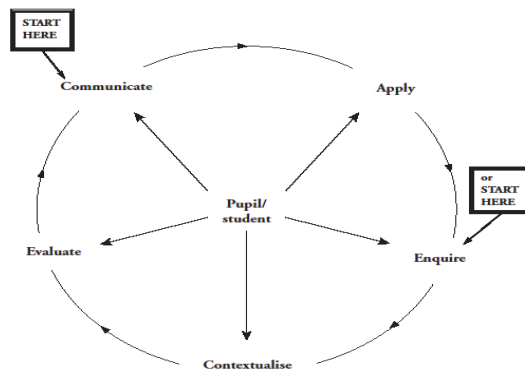 START
HERE
Communicate
Apply
or
START
HERE
Pupil/
student
Evaluate
Enquire
Contextualise